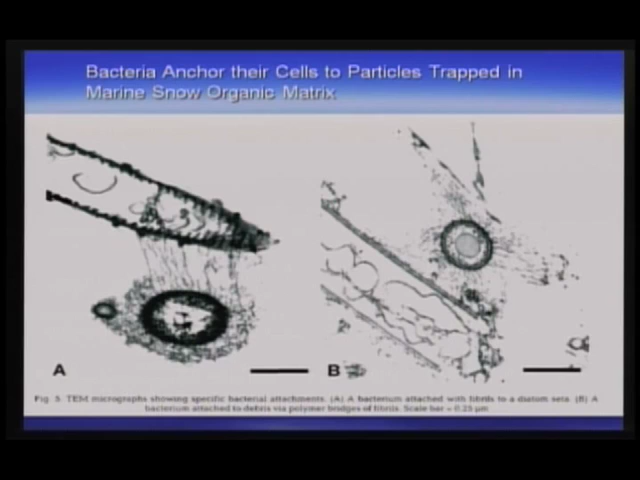 Bacteria Anchor their Cells to Particles Trapped in
Marine Snow Organic Matrix
A
B
Fig. 5. TEM micrographs showing specific bacterial attachments. (A) A bacterium attached with fibrils to a diatom seta. (B) A
bacterium attached to debris via polymer bridges of fibrils. Scale bar = 0.25 µm